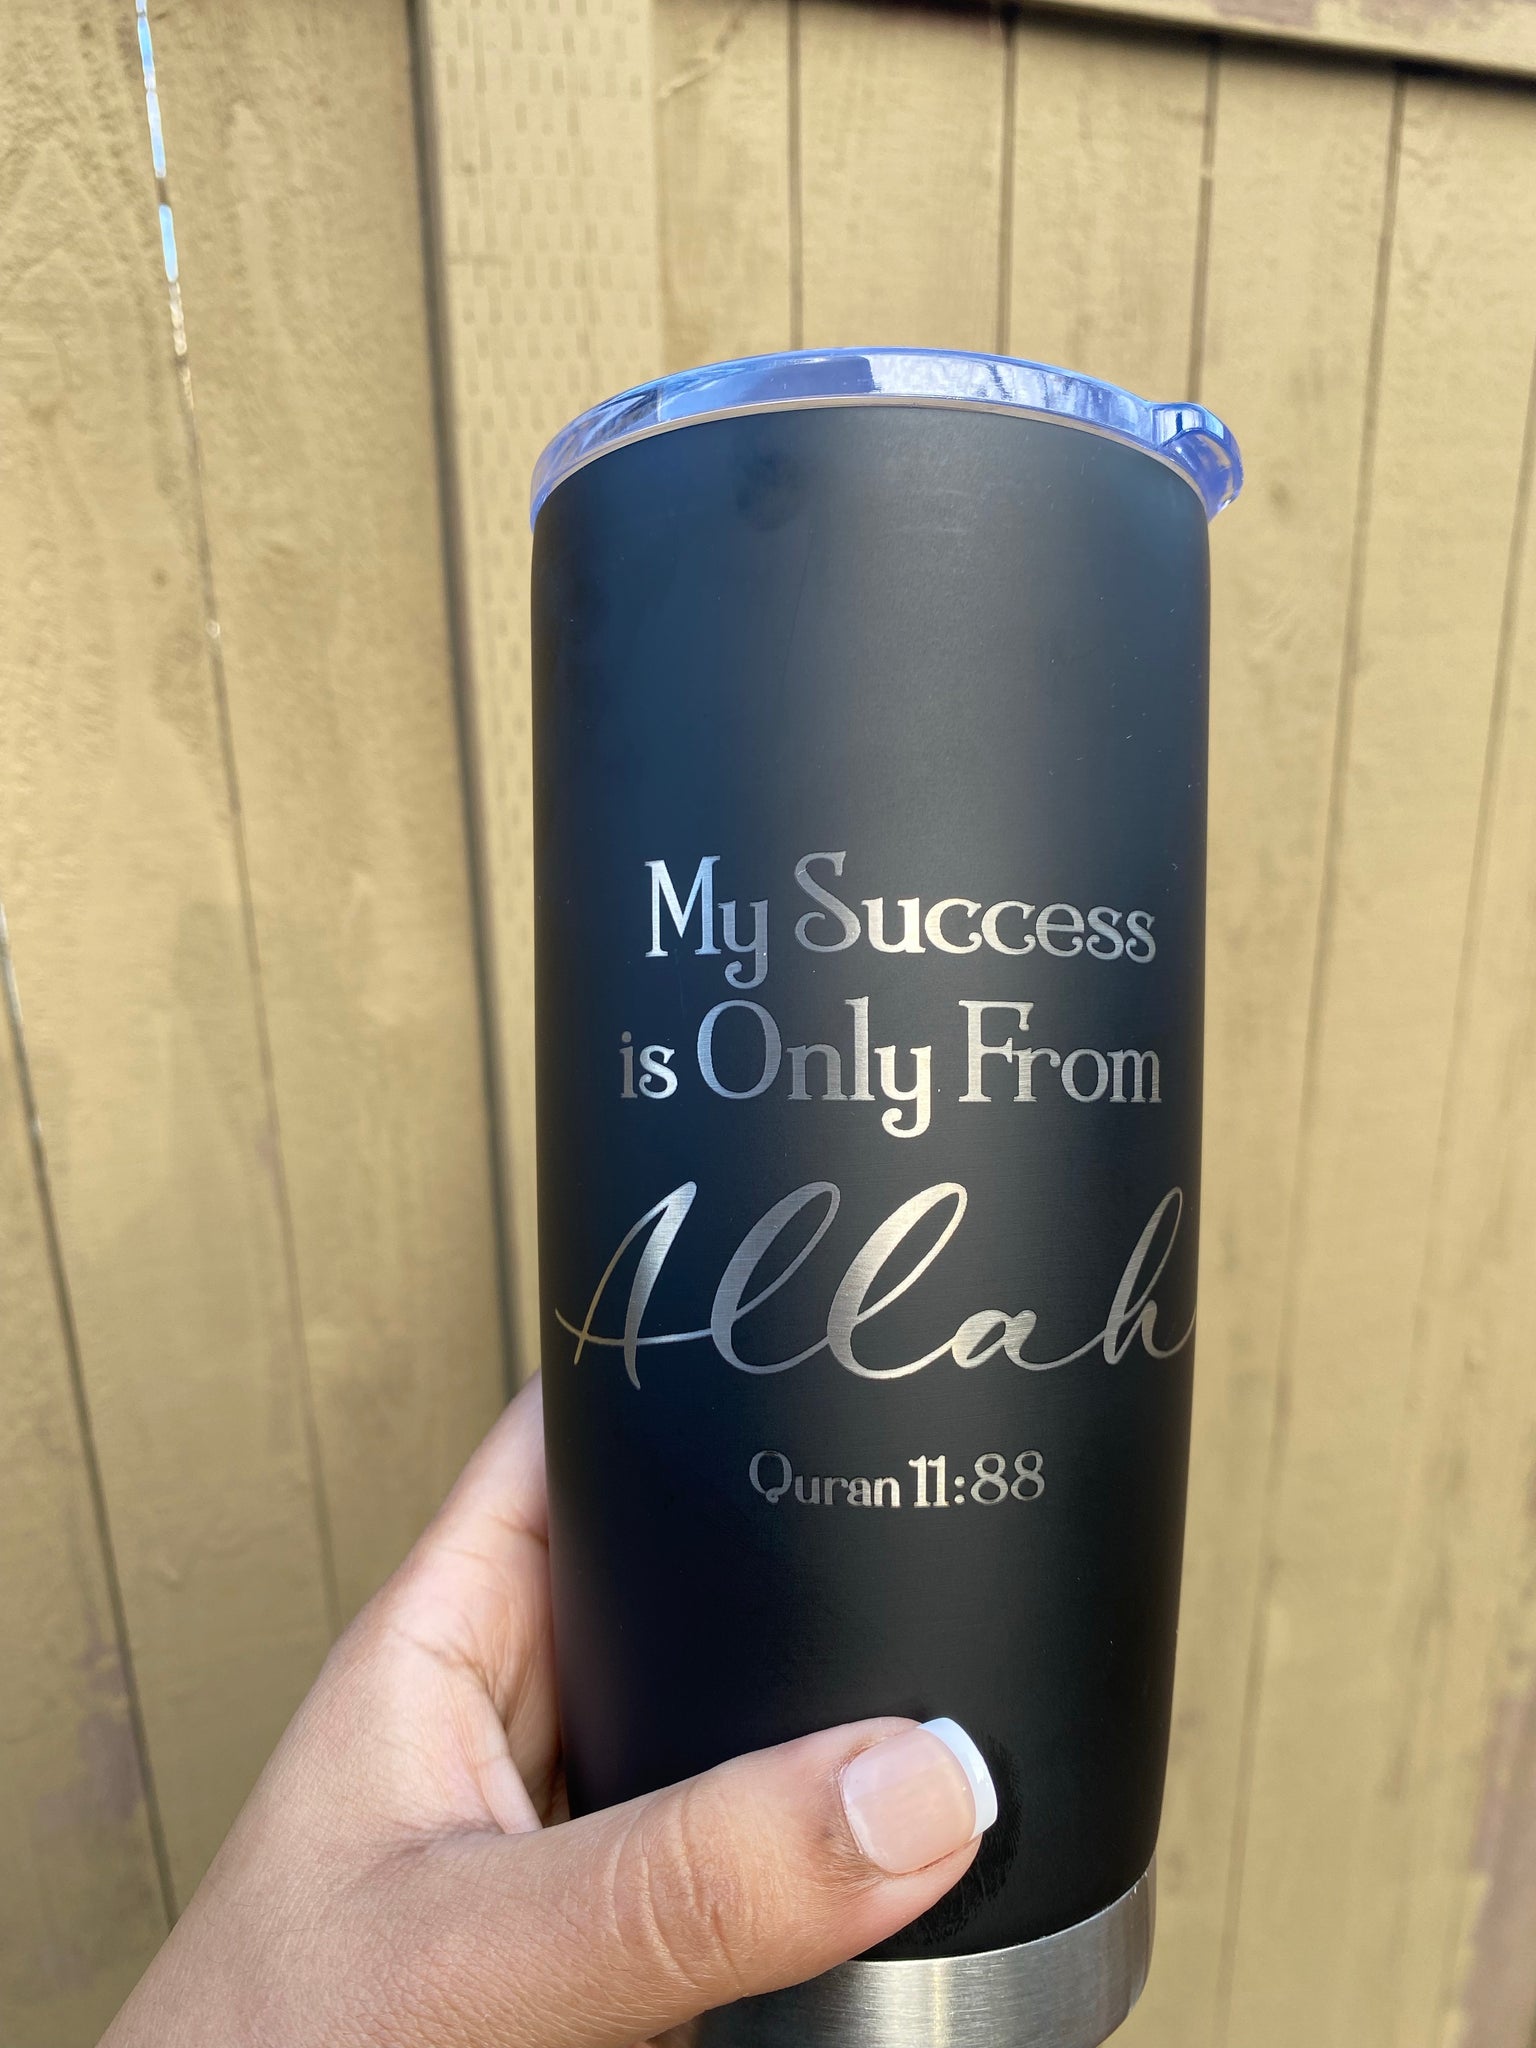 My Success
is Only From
Allah
Quran 11:88